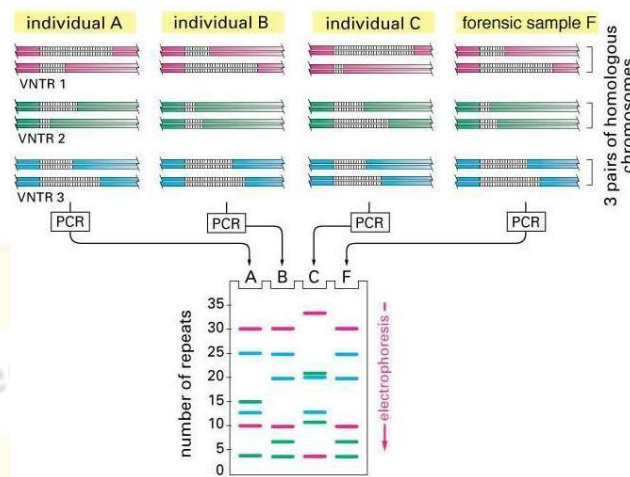 individual A
individual B
individual C
forensic sample F
VNTR 1
VNTR 2
VNTR 3
3 pairs of homologous
chromosomes
PCR
PCR
PCR
PCR
A B C F
number of repeats
35
30
25
20
15
10
5
0
electrophoresis